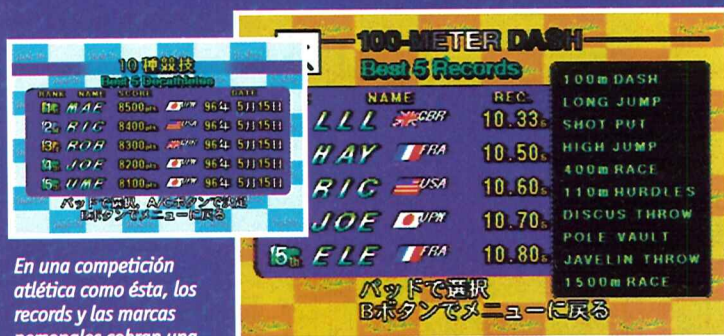 10種競技
Best 5 Decathletes
RANK NAME SCORE DATE
1st MAF 8500pts JPN 96年 5月15日
2nd RIC 8400pts USA 96年 5月15日
3rd ROB 8300pts 96年 5月15日
4th JOE 8200pts JPN 96年 5月15日
5th UME 8100pts JPN 96年 5月15日
パッドで選択, A/Cボタンで決定
Bボタンでメニューに戻る
En una competición
atlética como ésta, los
records y las marcas
personales cobran una
100-METER DASH
Best 5 Records
NAME REC.
LLL GBR 10.33s
HAY FRA 10.50s
RIC USA 10.60s
JOE JPN 10.70s
5th ELE FRA 10.80s
パッドで選択
Bボタンでメニューに戻る
100m DASH
LONG JUMP
SHOT PUT
HIGH JUMP
400m RACE
110m HURDLES
DISCUS THROW
POLE VAULT
JAVELIN THROW
1500m RACE